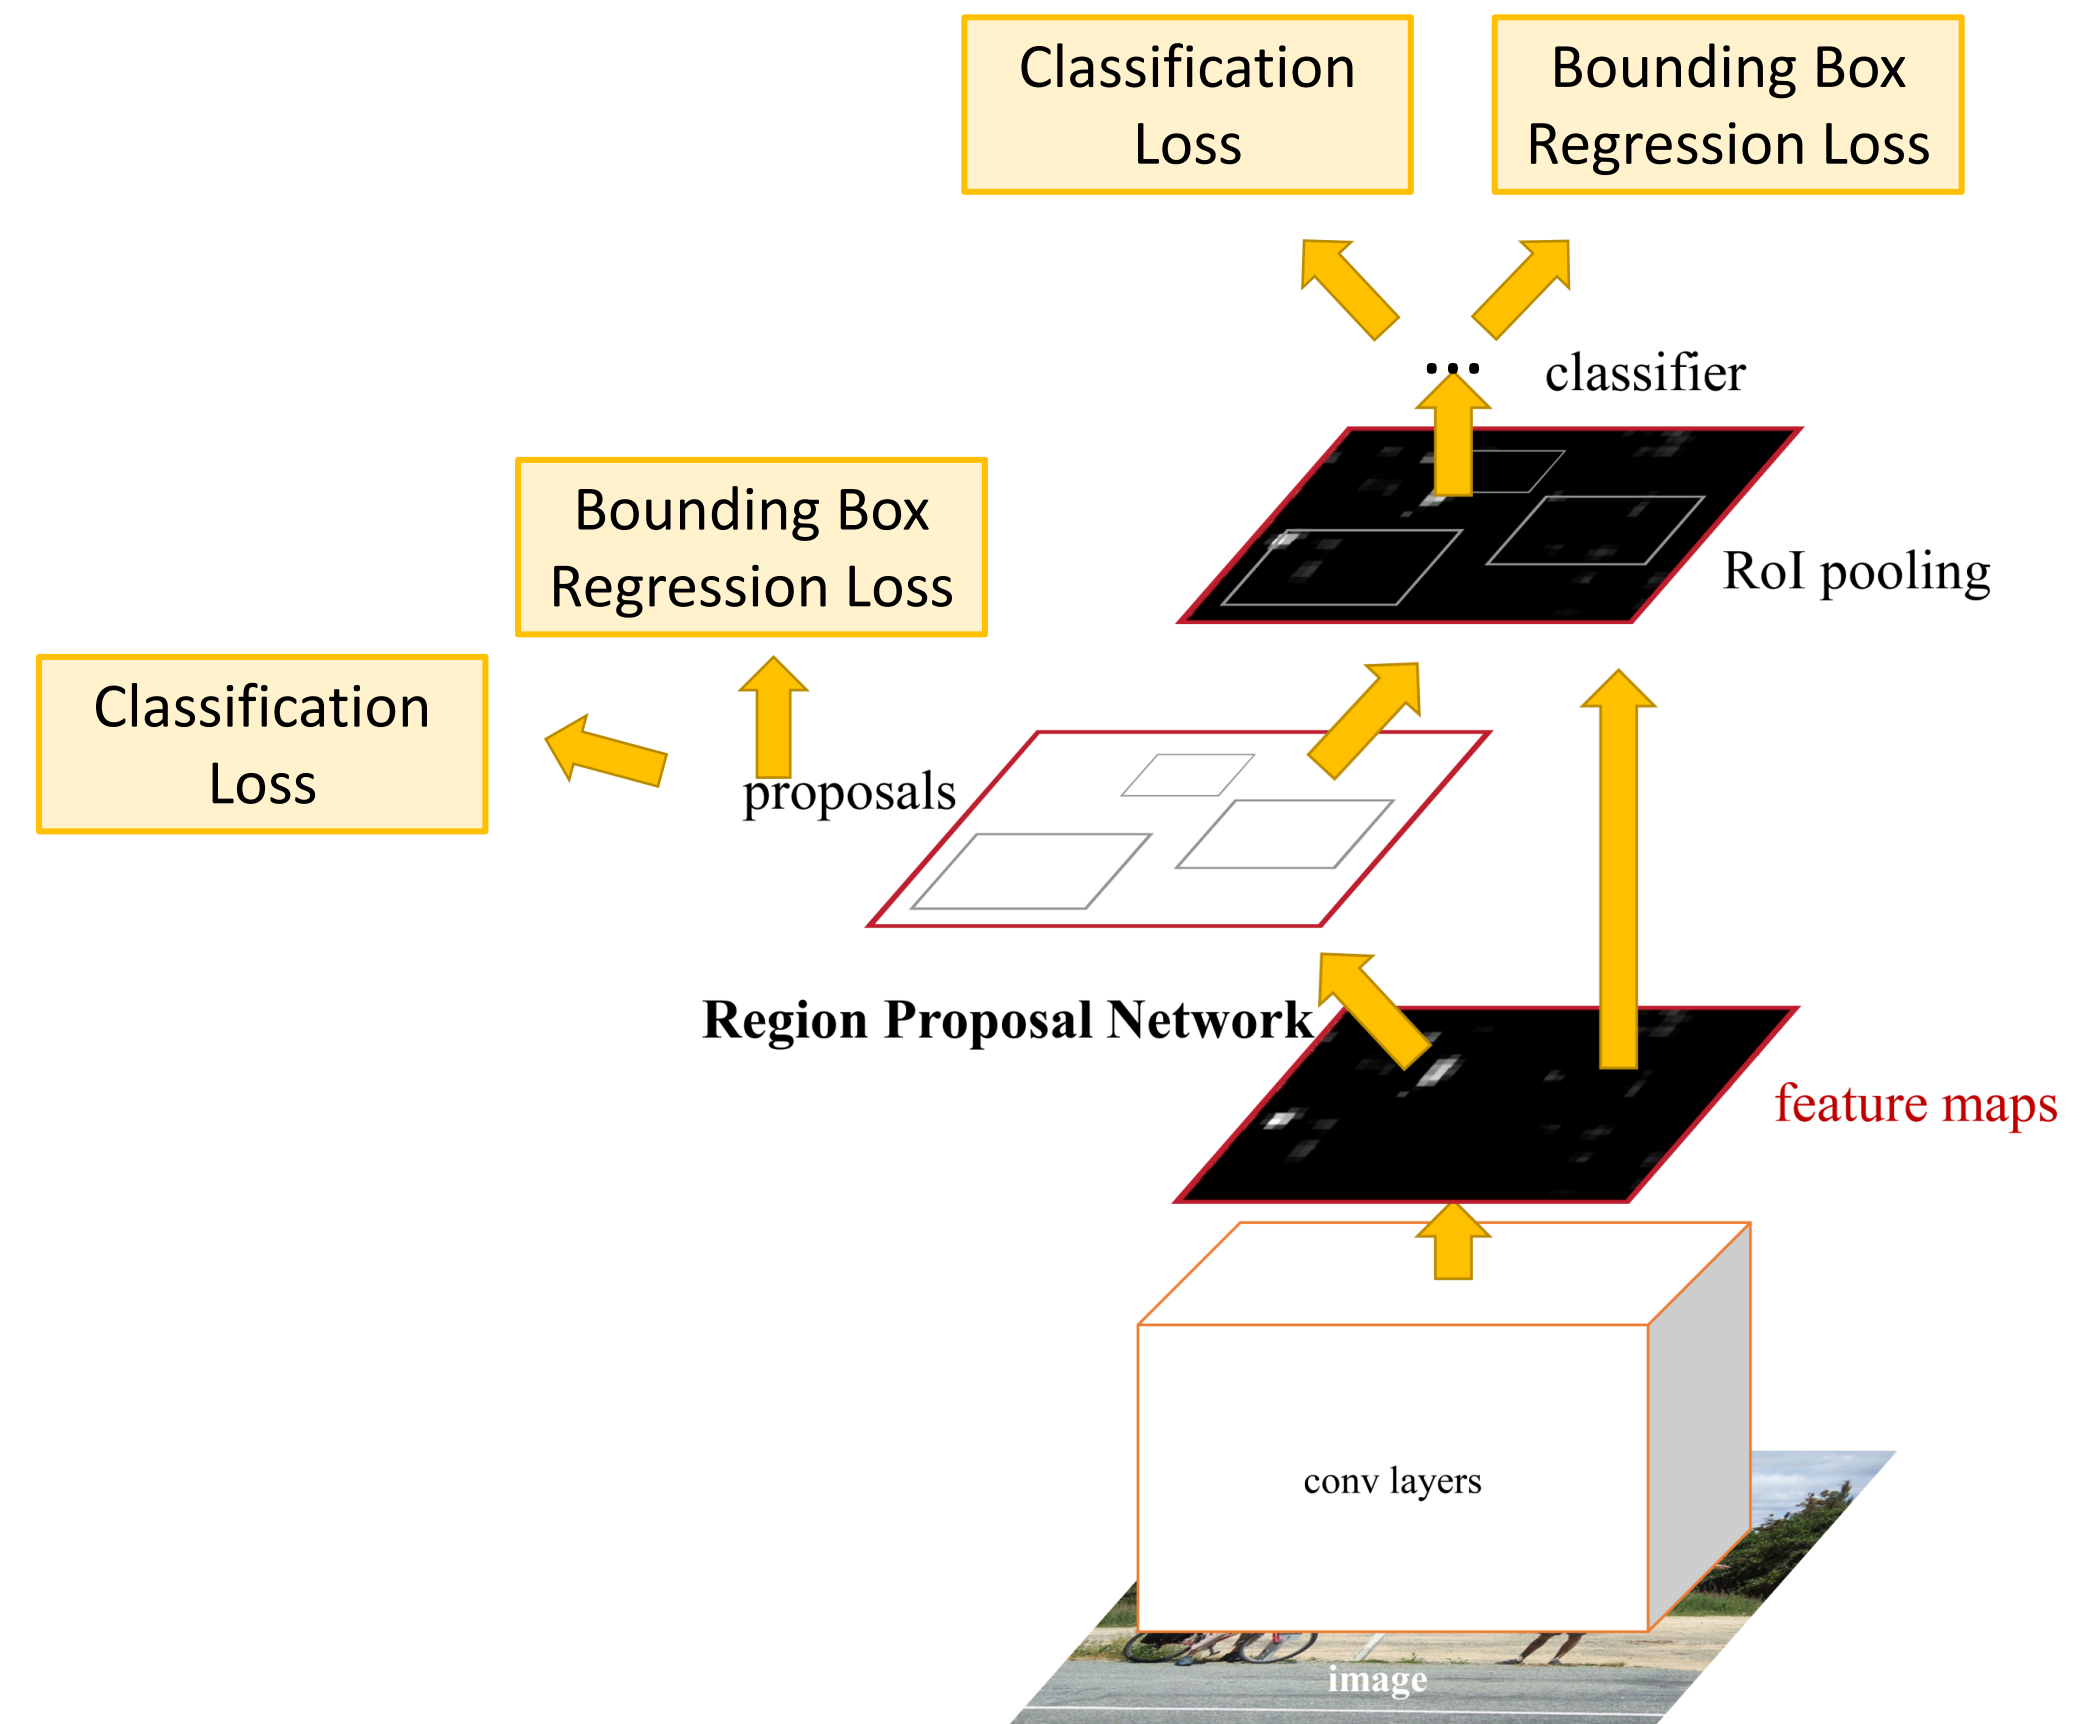 Classification
Loss
Bounding Box
Regression Loss
classifier
...
RoI pooling
Bounding Box
Regression Loss
Classification
Loss
proposals
Region Proposal Network
feature maps
conv layers
image